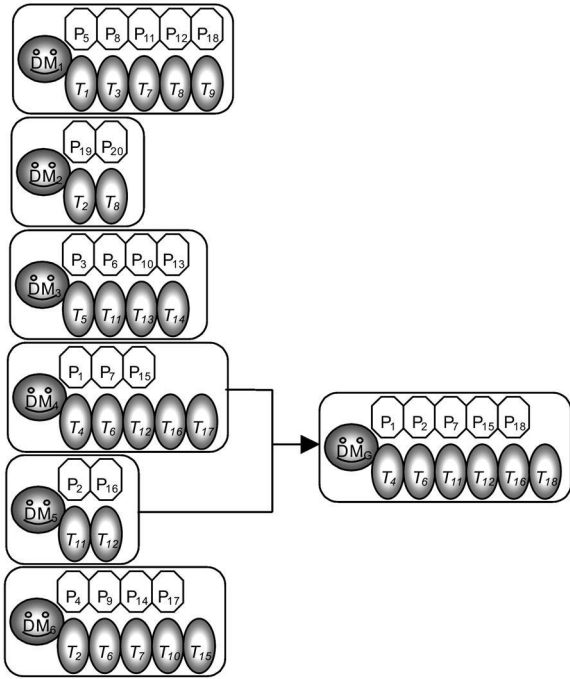 P5 P8 P11 P12 P18
DM1
T1 T3 T7 T8 T9
P19 P20
DM2
T2 T8
P3 P6 P10 P13
DM3
T5 T11 T13 T14
P1 P7 P15
DM4
T4 T6 T12 T16 T17
P1 P2 P7 P15 P18
DMG
T4 T6 T11 T12 T16 T18
P2 P16
DM5
T11 T12
P4 P9 P14 P17
DM6
T2 T6 T7 T10 T15